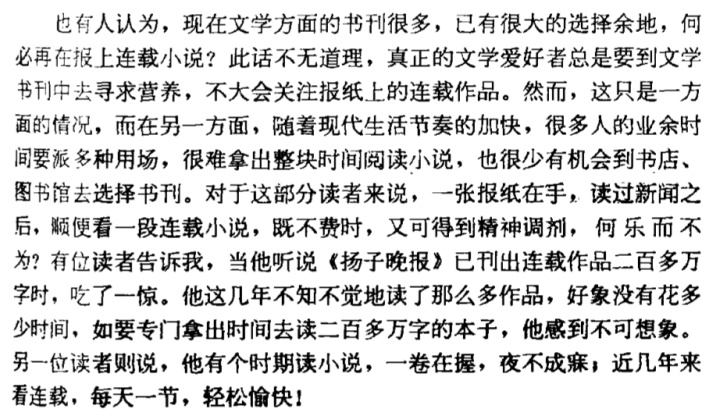 也有人认为，现在文学方面的书刊很多，已有很大的选择余地，何
必再在报上连载小说？此话不无道理，真正的文学爱好者总是要到文学
书刊中去寻求营养，不大会关注报纸上的连载作品。然而，这只是一方
面的情况，而在另一方面，随着现代生活节奏的加快，很多人的业余时
间要派多种用场，很难拿出整块时间阅读小说，也很少有机会到书店、
图书馆去选择书刊。对于这部分读者来说，一张报纸在手，读过新闻之
后，顺便看一段连载小说，既不费时，又可得到精神调剂，何乐而不
为？有位读者告诉我，当他听说《扬子晚报》已刊出连载作品二百多万
字时，吃了一惊。他这几年不知不觉地读了那么多作品，好象没有花多
少时间，如要专门拿出时间去读二百多万字的本子，他感到不可想象。
另一位读者则说，他有个时期读小说，一卷在握，夜不成寐；近几年来
看连载，每天一节，轻松愉快！